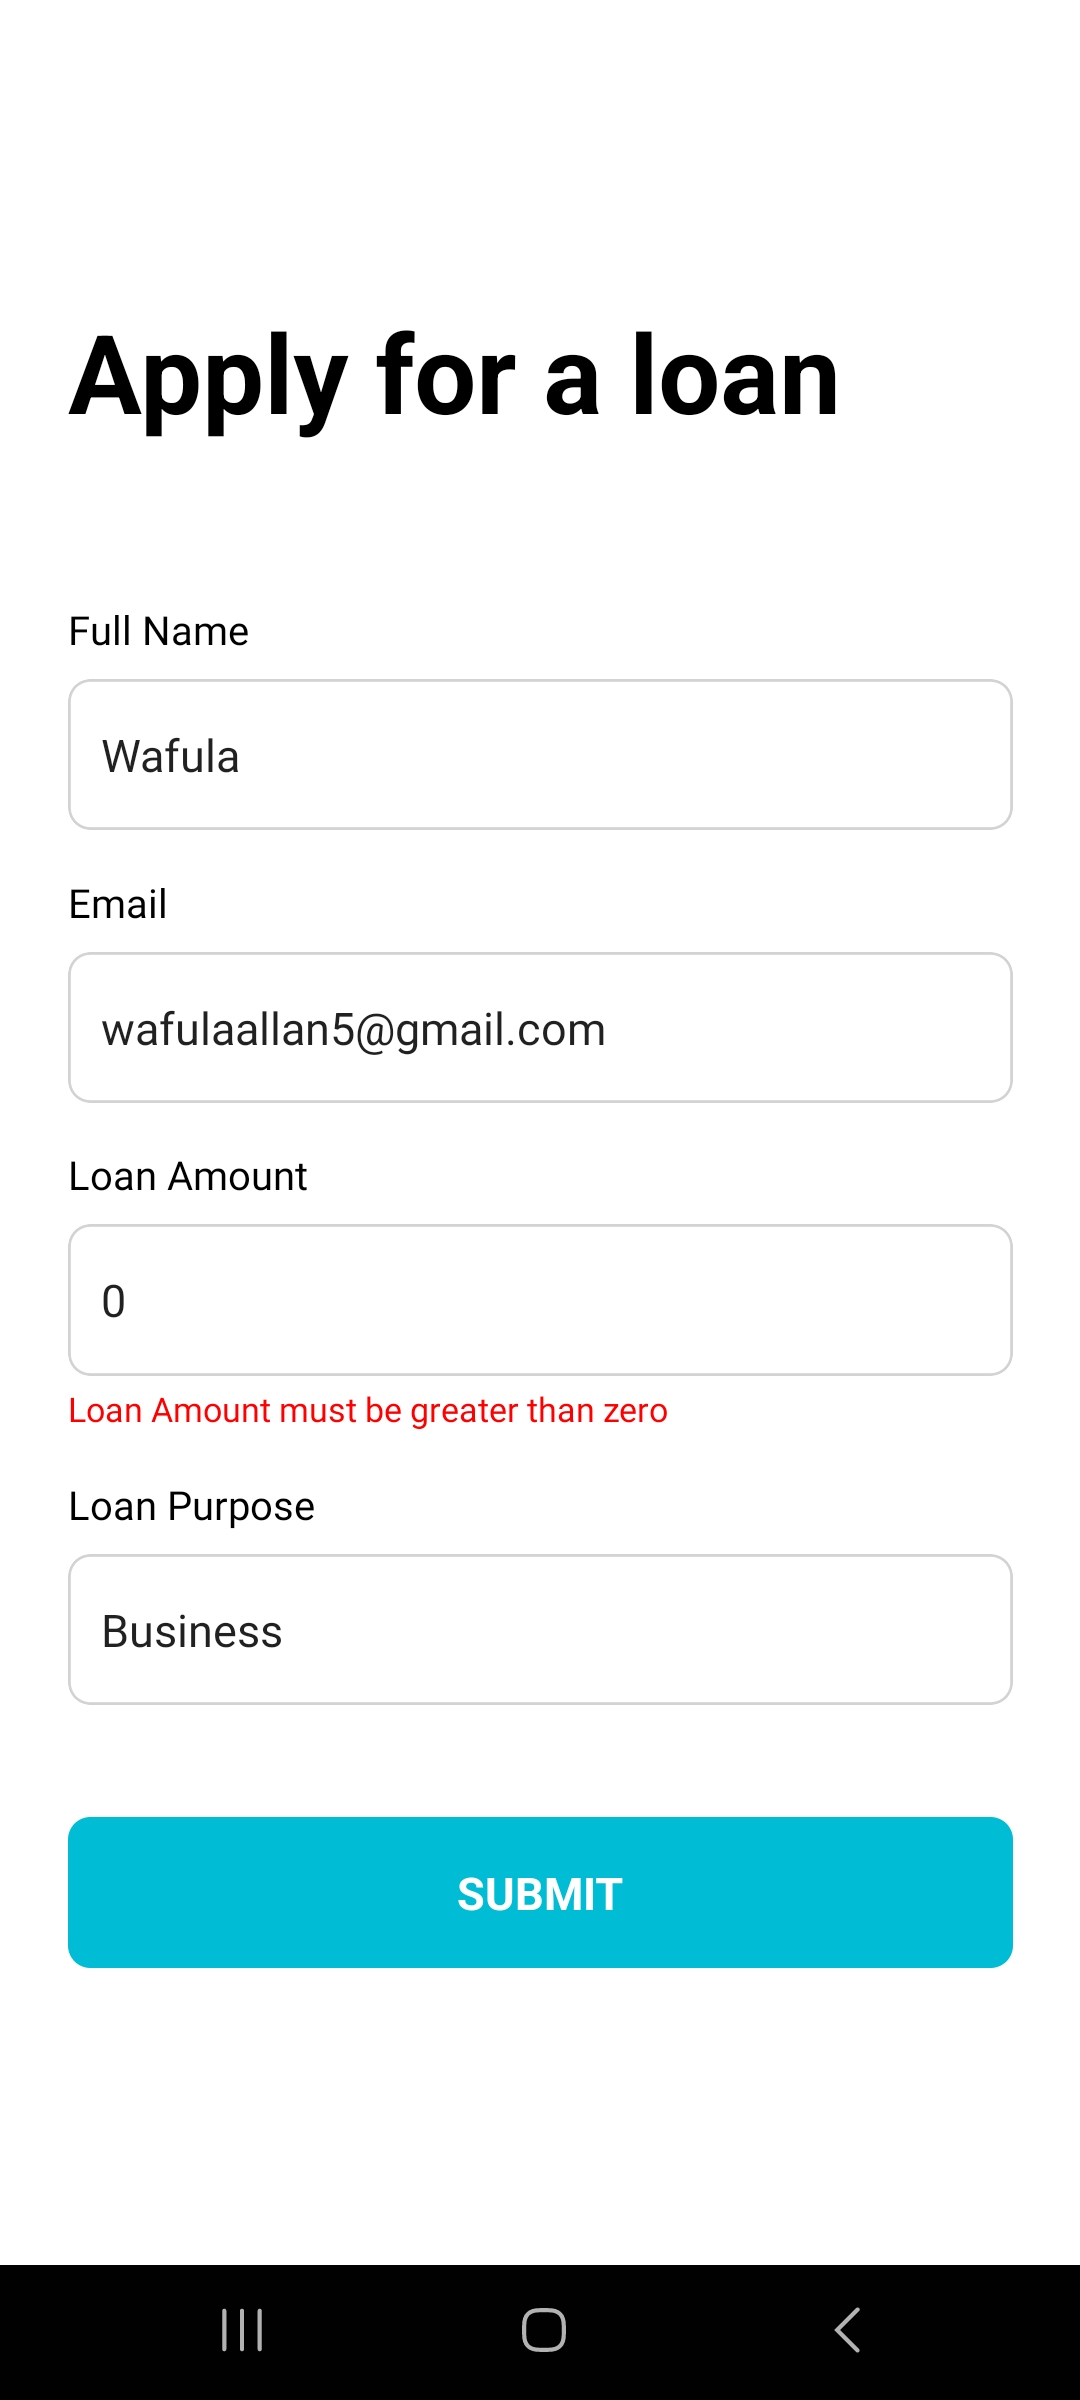 Apply for a loan
Full Name
Wafula
Email
wafulaallan5@gmail.com
Loan Amount
0
Loan Amount must be greater than zero
Loan Purpose
Business
SUBMIT